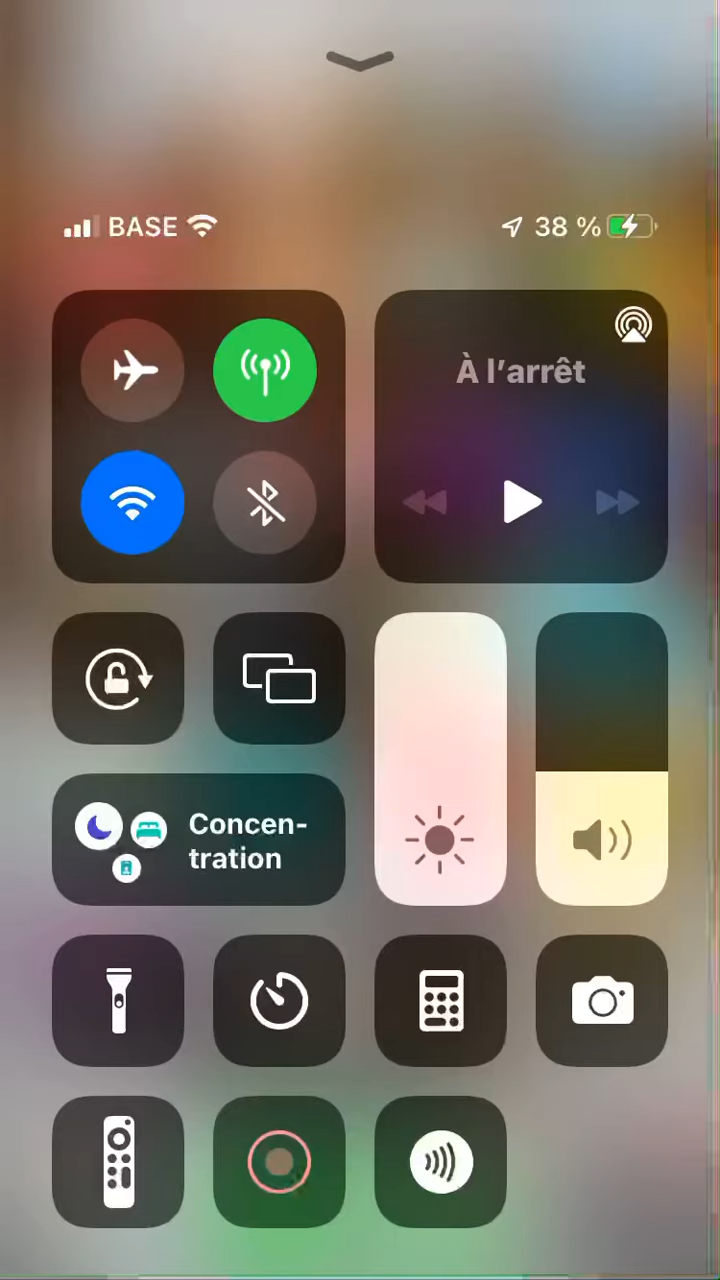 BASE
38 %
À l’arrêt
Concen-
tration